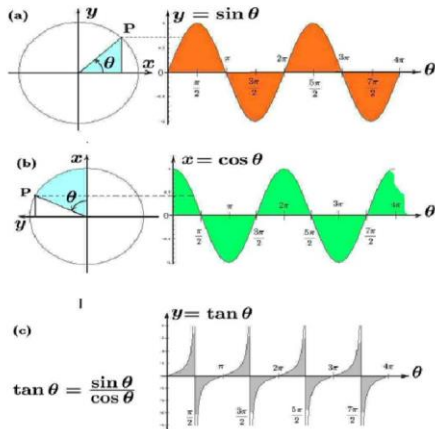 (a)
y
P
θ
x
y = sin θ
π/2
π
3π/2
2π
5π/2
3π
7π/2
4π
θ
(b)
x
P
θ
y
x = cos θ
π/2
π
3π/2
2π
5π/2
3π
7π/2
4π
θ
(c)
tan θ = sin θ / cos θ
y = tan θ
π/2
π
3π/2
2π
5π/2
3π
7π/2
4π
θ